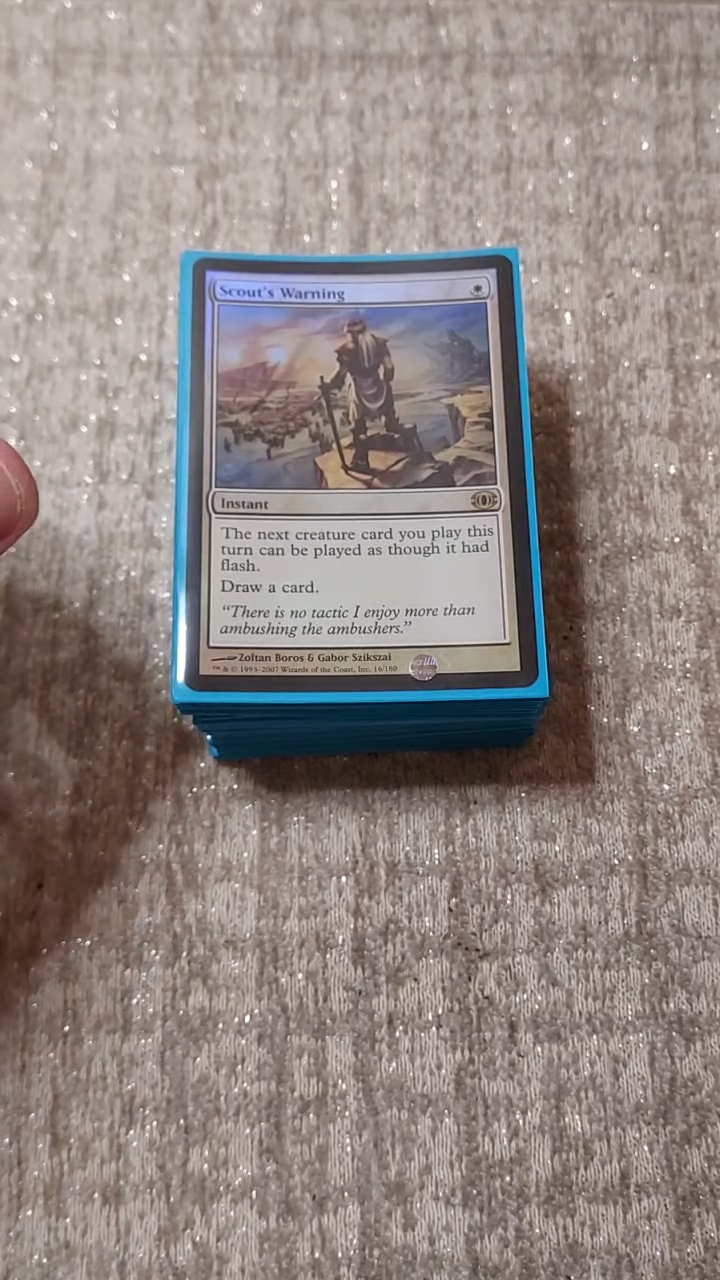 Scout's Warning
Instant
The next creature card you play this
turn can be played as though it had
flash.
Draw a card.
“There is no tactic I enjoy more than
ambushing the ambushers.”
Zoltan Boros & Gabor Szikszai
™ & © 1993-2007 Wizards of the Coast, Inc. 16/180